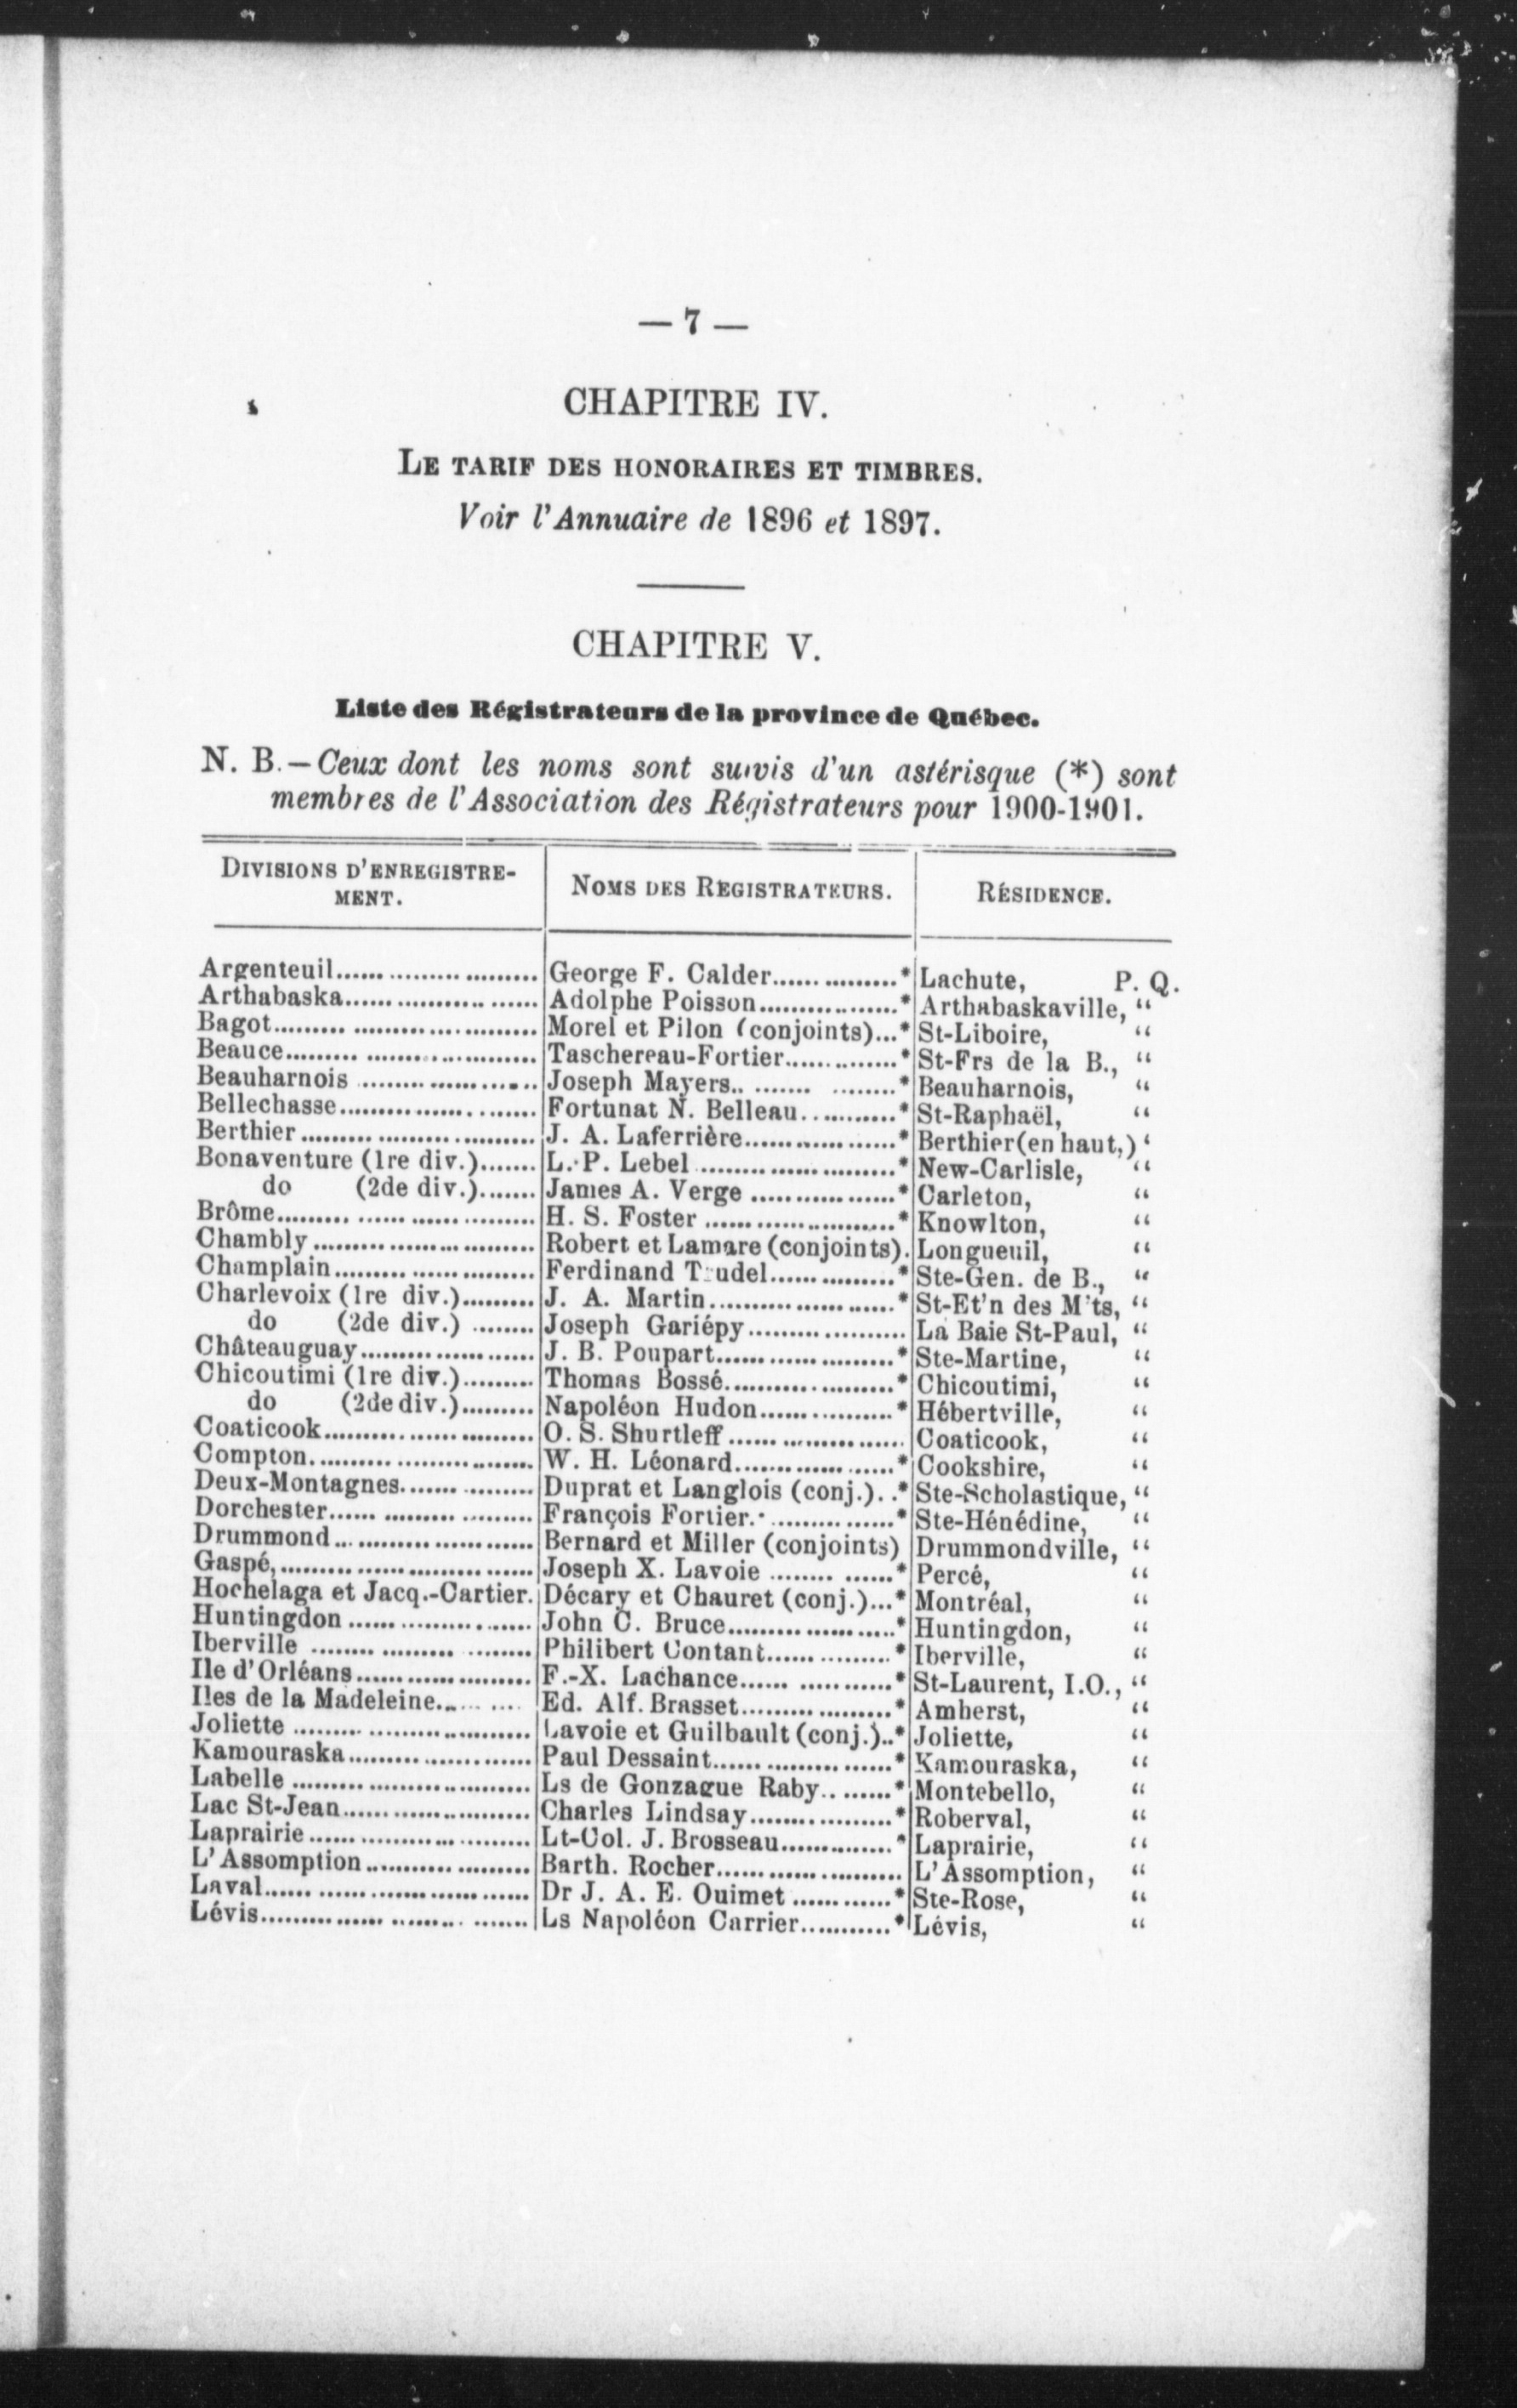 — 7 —
CHAPITRE IV.
LE TARIF DES HONORAIRES ET TIMBRES.
Voir l'Annuaire de 1896 et 1897.
CHAPITRE V.
Liste des Régistrateurs de la province de Québec.
N. B.—Ceux dont les noms sont suivis d'un astérisque (*) sont
membres de l'Association des Régistrateurs pour 1900-1901.
DIVISIONS D'ENREGISTRE-
MENT.
NOMS DES REGISTRATEURS.
RÉSIDENCE.
Argenteuil.................. George F. Calder...............* Lachute, P. Q.
Arthabaska.................. Adolphe Poisson...............* Arthabaskaville, “
Bagot.................. Morel et Pilon (conjoints)...* St-Liboire, “
Beauce.................. Taschereau-Fortier...............* St-Frs de la B., “
Beauharnois.................. Joseph Mayers...............* Beauharnois, “
Bellechasse.................. Fortunat N. Belleau...........* St-Raphaël, “
Berthier.................. J. A. Laferrière...............* Berthier(en haut,) ‘
Bonaventure (1re div.)....... L.-P. Lebel...............* New-Carlisle, “
do (2de div.)....... James A. Verge...............* Carleton, “
Brôme.................. H. S. Foster...............* Knowlton, “
Chambly.................. Robert et Lamare (conjoints). Longueuil, “
Champlain.................. Ferdinand Trudel...............* Ste-Gen. de B., “
Charlevoix (1re div.)......... J. A. Martin...............* St-Et'n des M'ts, “
do (2de div.) ........ Joseph Gariépy............... La Baie St-Paul, “
Châteauguay.................. J. B. Poupart...............* Ste-Martine, “
Chicoutimi (1re div.)......... Thomas Bossé...............* Chicoutimi, “
do (2de div.)......... Napoléon Hudon...............* Hébertville, “
Coaticook.................. O. S. Shurtleff............... Coaticook, “
Compton.................. W. H. Léonard...............* Cookshire, “
Deux-Montagnes............... Duprat et Langlois (conj.)..* Ste-Scholastique, “
Dorchester.................. François Fortier...............* Ste-Hénédine, “
Drummond.................. Bernard et Miller (conjoints) Drummondville, “
Gaspé,.................. Joseph X. Lavoie ..............* Percé, “
Hochelaga et Jacq.-Cartier. Décary et Chauret (conj.)...* Montréal, “
Huntingdon.................. John C. Bruce...............* Huntingdon, “
Iberville.................. Philibert Contant...............* Iberville, “
Ile d'Orléans.................. F.-X. Lachance...............* St-Laurent, I.O., “
Iles de la Madeleine.......... Ed. Alf. Brasset...............* Amherst, “
Joliette.................. Lavoie et Guilbault (conj.)..* Joliette, “
Kamouraska.................. Paul Dessaint...............* Kamouraska, “
Labelle.................. Ls de Gonzague Raby.........* Montebello, “
Lac St-Jean.................. Charles Lindsay...............* Roberval, “
Laprairie.................. Lt-Col. J. Brosseau...............* Laprairie, “
L'Assomption.................. Barth. Rocher............... L'Assomption, “
Laval.................. Dr J. A. E. Ouimet............* Ste-Rose, “
Lévis.................. Ls Napoléon Carrier............* Lévis, “